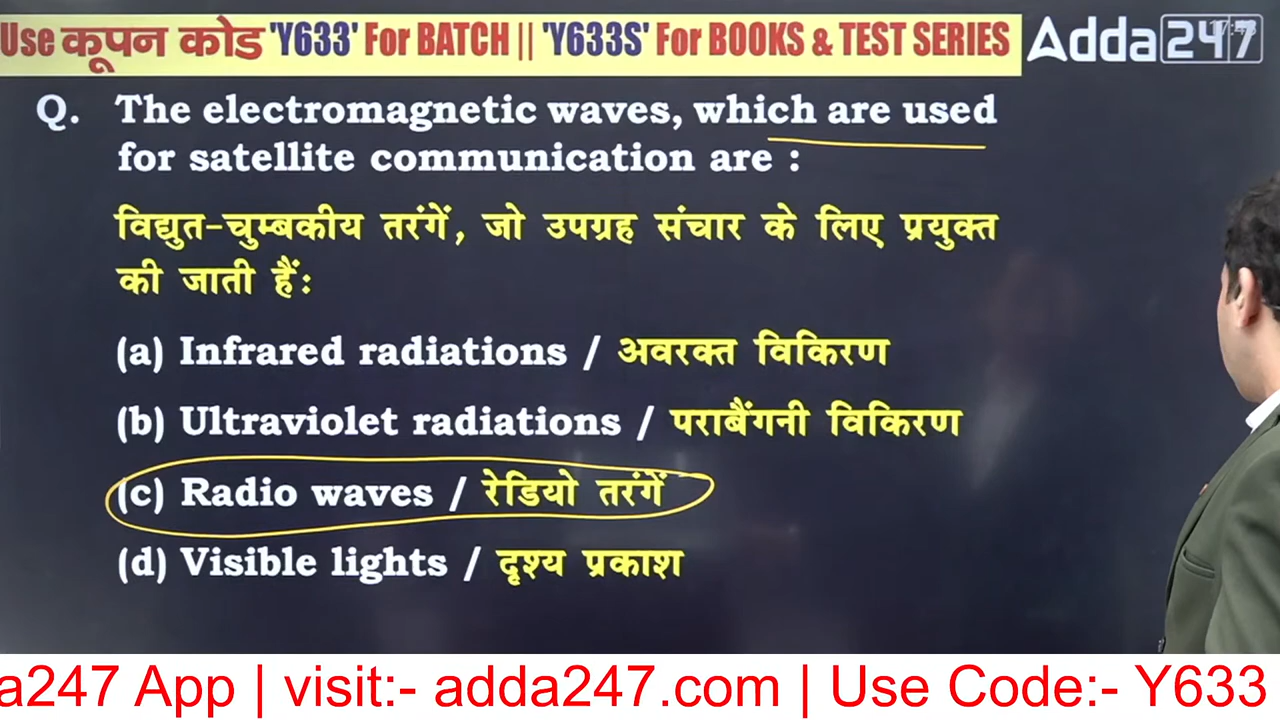 Use कूपन कोड 'Y633' For BATCH || 'Y633S' For BOOKS & TEST SERIES
Adda247
Q. The electromagnetic waves, which are used
for satellite communication are :
विद्युत-चुम्बकीय तरंगें, जो उपग्रह संचार के लिए प्रयुक्त
की जाती हैंः
(a) Infrared radiations / अवरक्त विकिरण
(b) Ultraviolet radiations / पराबैंगनी विकिरण
(c) Radio waves / रेडियो तरंगें
(d) Visible lights / दृश्य प्रकाश
a247 App | visit:- adda247.com | Use Code:- Y633